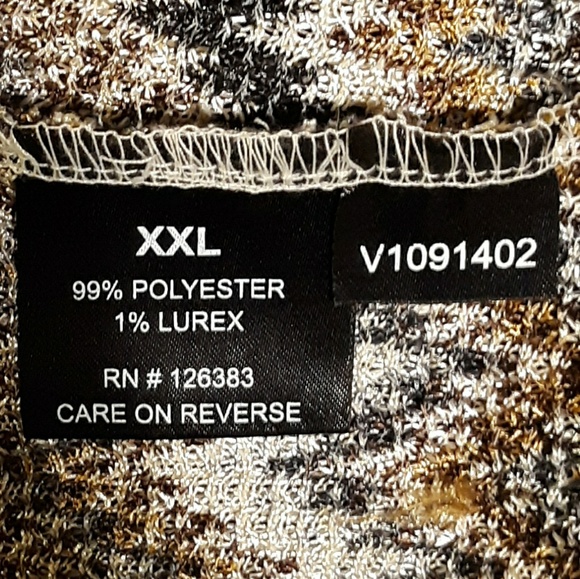 XXL
99% POLYESTER
1% LUREX
RN # 126383
CARE ON REVERSE
V1091402